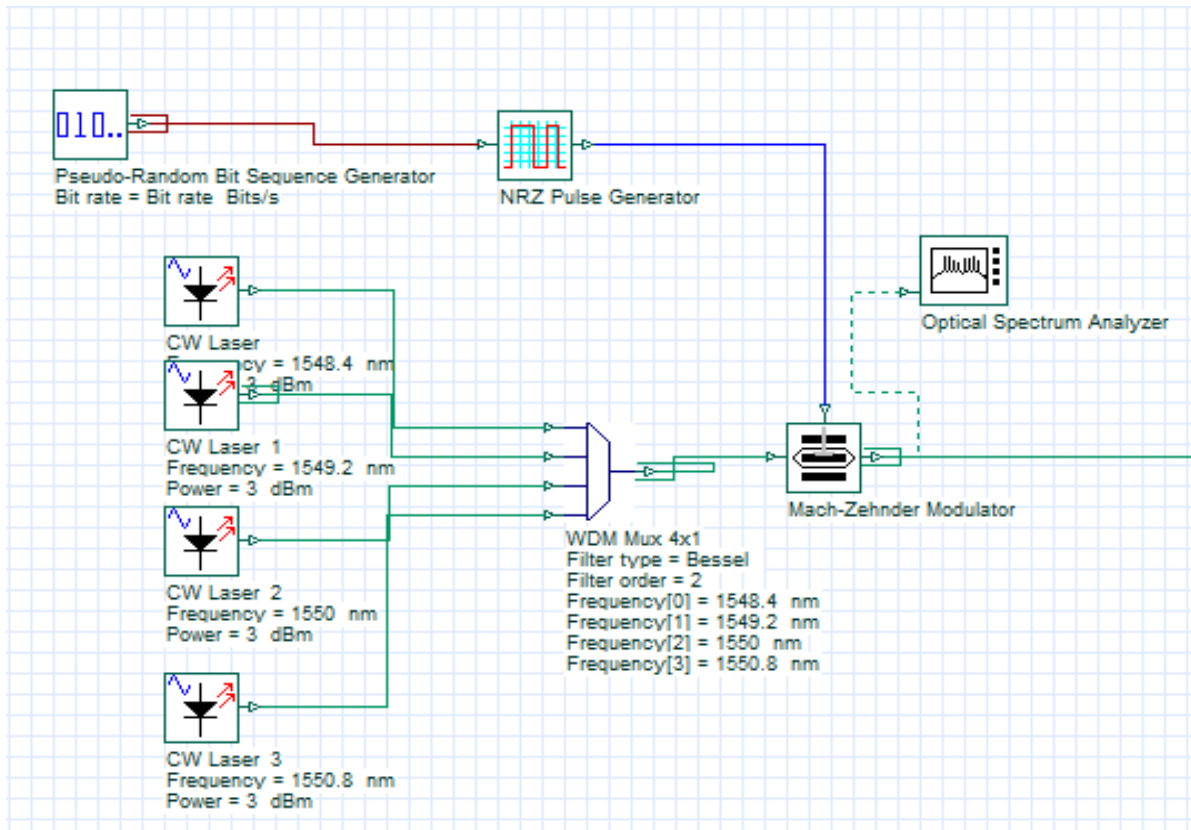 010..
Pseudo-Random Bit Sequence Generator
Bit rate = Bit rate Bits/s
NRZ Pulse Generator
Optical Spectrum Analyzer
CW Laser
cy = 1548.4 nm
3 dBm
CW Laser 1
Frequency = 1549.2 nm
Power = 3 dBm
CW Laser 2
Frequency = 1550 nm
Power = 3 dBm
CW Laser 3
Frequency = 1550.8 nm
Power = 3 dBm
WDM Mux 4x1
Filter type = Bessel
Filter order = 2
Frequency[0] = 1548.4 nm
Frequency[1] = 1549.2 nm
Frequency[2] = 1550 nm
Frequency[3] = 1550.8 nm
Mach-Zehnder Modulator